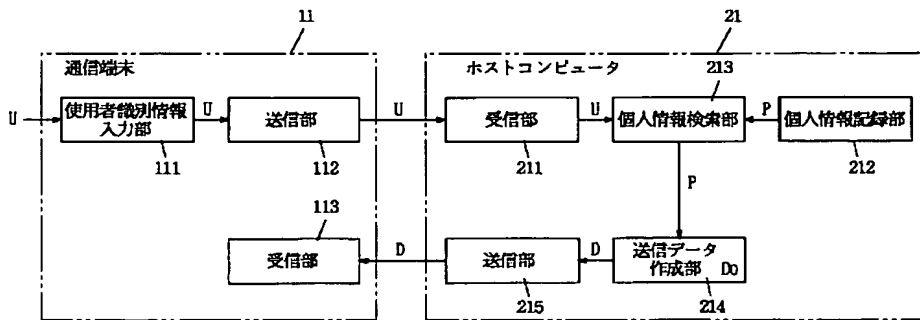 11
21
通信端末
ホストコンピュータ
213
U
使用者識別情報
入力部
U
送信部
U
受信部
U
個人情報検索部
P
個人情報記録部
111
112
211
212
P
113
受信部
D
送信部
D
送信データ
作成部 Do
215
214